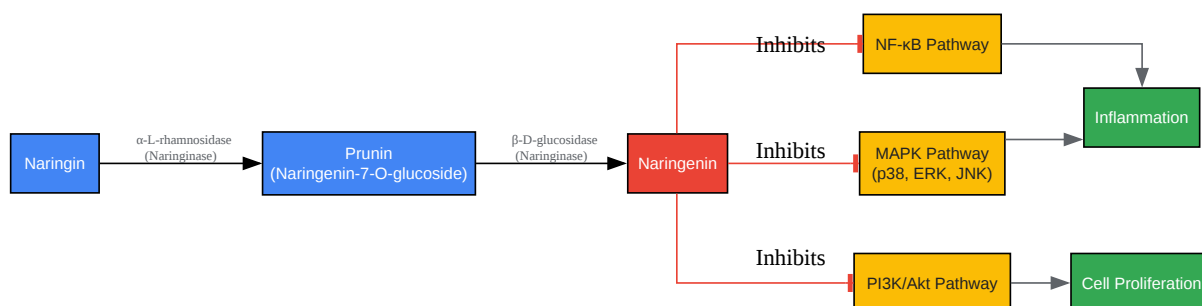 Naringin
α-L-rhamnosidase
(Naringinase)
Prunin
(Naringenin-7-O-glucoside)
β-D-glucosidase
(Naringinase)
Naringenin
Inhibits
NF-κB Pathway
Inflammation
Inhibits
MAPK Pathway
(p38, ERK, JNK)
Inhibits
PI3K/Akt Pathway
Cell Proliferation